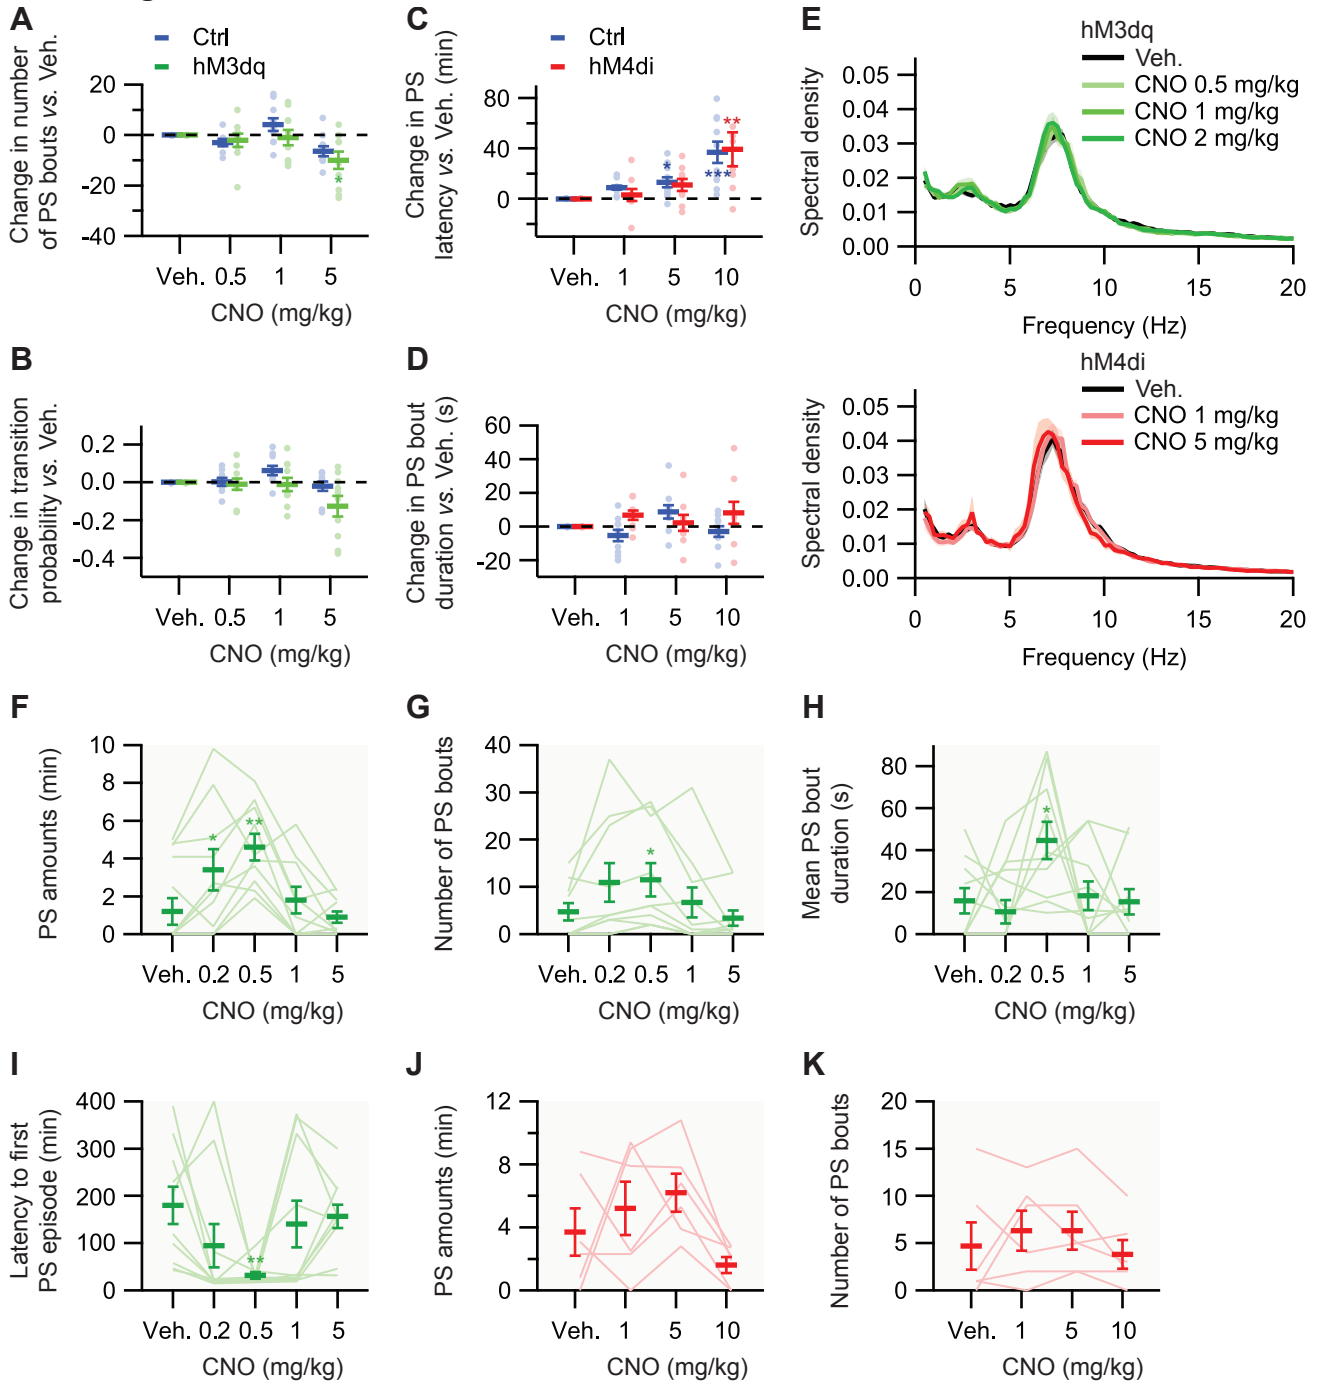 A
Ctrl
hM3dq
Change in number
of PS bouts vs. Veh.
20
0
-20
-40
*
Veh. 0.5 1 5
CNO (mg/kg)
B
Change in transition
probability vs. Veh.
0.2
0.0
-0.2
-0.4
Veh. 0.5 1 5
CNO (mg/kg)
C
Ctrl
hM4di
Change in PS
latency vs. Veh. (min)
80
40
0
*
**
***
Veh. 1 5 10
CNO (mg/kg)
D
Change in PS bout
duration vs. Veh. (s)
60
40
20
0
-20
Veh. 1 5 10
CNO (mg/kg)
E
hM3dq
Veh.
CNO 0.5 mg/kg
CNO 1 mg/kg
CNO 2 mg/kg
Spectral density
0.05
0.04
0.03
0.02
0.01
0.00
0 5 10 15 20
Frequency (Hz)
hM4di
Veh.
CNO 1 mg/kg
CNO 5 mg/kg
Spectral density
0.05
0.04
0.03
0.02
0.01
0.00
0 5 10 15 20
Frequency (Hz)
F
PS amounts (min)
10
8
6
4
2
0
*
**
Veh. 0.2 0.5 1 5
CNO (mg/kg)
G
Number of PS bouts
40
30
20
10
0
*
Veh. 0.2 0.5 1 5
CNO (mg/kg)
H
Mean PS bout
duration (s)
80
60
40
20
0
*
Veh. 0.2 0.5 1 5
CNO (mg/kg)
I
Latency to first
PS episode (min)
400
300
200
100
0
**
Veh. 0.2 0.5 1 5
CNO (mg/kg)
J
PS amounts (min)
12
8
4
0
Veh. 1 5 10
CNO (mg/kg)
K
Number of PS bouts
20
15
10
5
0
Veh. 1 5 10
CNO (mg/kg)